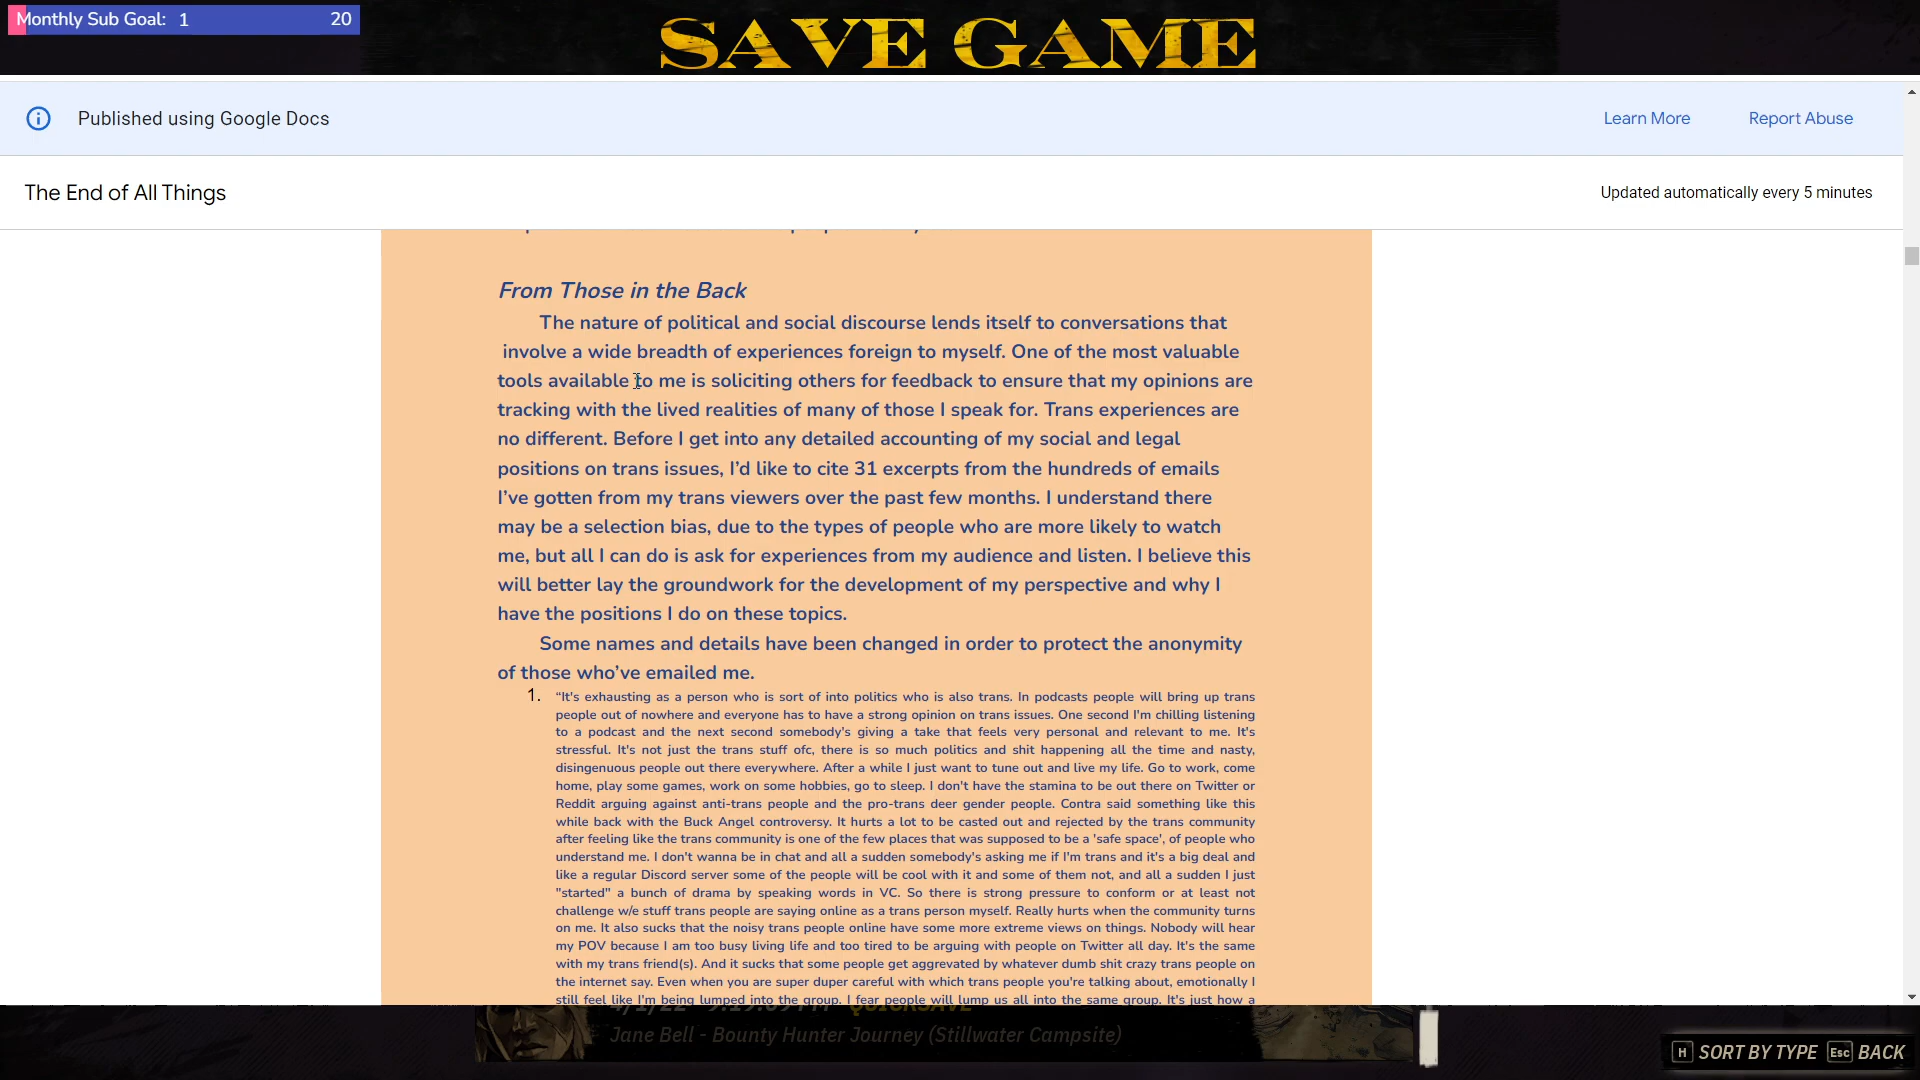 Monthly Sub Goal: 1 20
SAVE GAME
Published using Google Docs
Learn More
Report Abuse
The End of All Things
Updated automatically every 5 minutes
From Those in the Back
The nature of political and social discourse lends itself to conversations that
involve a wide breadth of experiences foreign to myself. One of the most valuable
tools available to me is soliciting others for feedback to ensure that my opinions are
tracking with the lived realities of many of those I speak for. Trans experiences are
no different. Before I get into any detailed accounting of my social and legal
positions on trans issues, I’d like to cite 31 excerpts from the hundreds of emails
I’ve gotten from my trans viewers over the past few months. I understand there
may be a selection bias, due to the types of people who are more likely to watch
me, but all I can do is ask for experiences from my audience and listen. I believe this
will better lay the groundwork for the development of my perspective and why I
have the positions I do on these topics.
Some names and details have been changed in order to protect the anonymity
of those who’ve emailed me.
1. “It's exhausting as a person who is sort of into politics who is also trans. In podcasts people will bring up trans
people out of nowhere and everyone has to have a strong opinion on trans issues. One second I'm chilling listening
to a podcast and the next second somebody's giving a take that feels very personal and relevant to me. It's
stressful. It's not just the trans stuff ofc, there is so much politics and shit happening all the time and nasty,
disingenuous people out there everywhere. After a while I just want to tune out and live my life. Go to work, come
home, play some games, work on some hobbies, go to sleep. I don't have the stamina to be out there on Twitter or
Reddit arguing against anti-trans people and the pro-trans deer gender people. Contra said something like this
while back with the Buck Angel controversy. It hurts a lot to be casted out and rejected by the trans community
after feeling like the trans community is one of the few places that was supposed to be a 'safe space', of people who
understand me. I don't wanna be in chat and all a sudden somebody's asking me if I'm trans and it's a big deal and
like a regular Discord server some of the people will be cool with it and some of them not, and all a sudden I just
"started" a bunch of drama by speaking words in VC. So there is strong pressure to conform or at least not
challenge w/e stuff trans people are saying online as a trans person myself. Really hurts when the community turns
on me. It also sucks that the noisy trans people online have some more extreme views on things. Nobody will hear
my POV because I am too busy living life and too tired to be arguing with people on Twitter all day. It's the same
with my trans friend(s). And it sucks that some people get aggrevated by whatever dumb shit crazy trans people on
the internet say. Even when you are super duper careful with which trans people you're talking about, emotionally I
still feel like I'm being lumped into the group. I fear people will lump us all into the same group. It's just how a
QUICKSAVE
Jane Bell - Bounty Hunter Journey (Stillwater Campsite)
H SORT BY TYPE Esc BACK